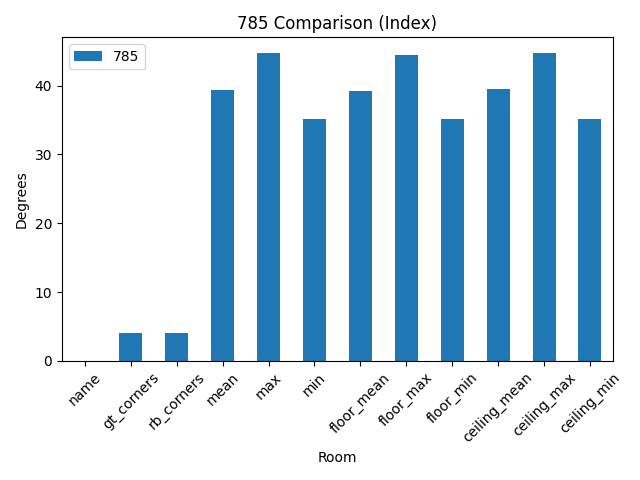 785 Comparison (Index)
785
Degrees
40
30
20
10
0
name
gt_corners
rb_corners
mean
max
min
floor_mean
floor_max
floor_min
ceiling_mean
ceiling_max
ceiling_min
Room